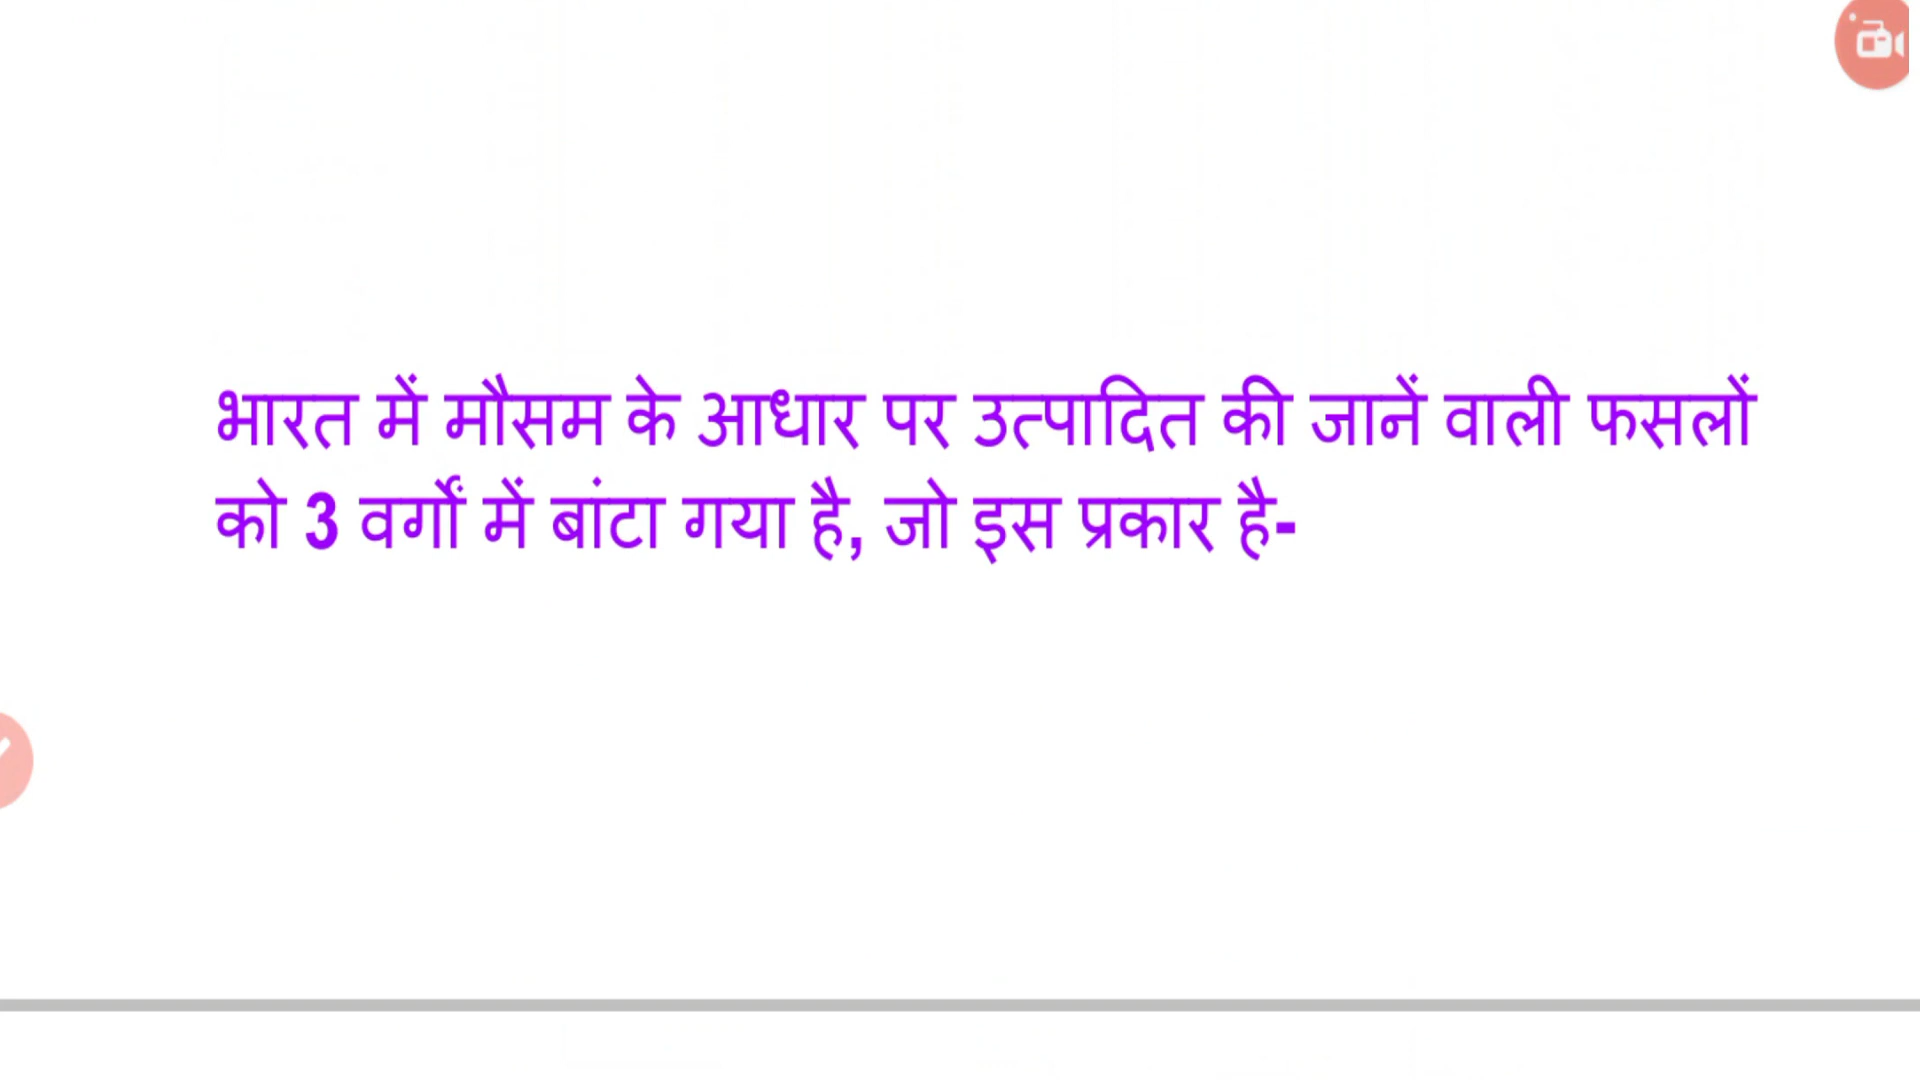 भारत में मौसम के आधार पर उत्पादित की जानें वाली फसलों
को 3 वर्गों में बांटा गया है, जो इस प्रकार है-